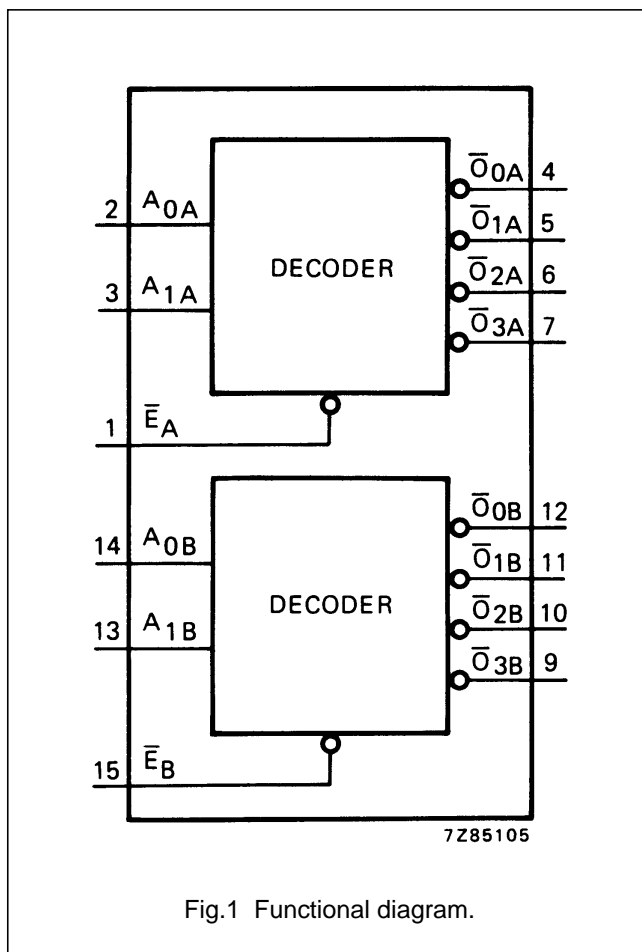 Ō0A 4
2 A0A
Ō1A 5
DECODER
Ō2A 6
3 A1A
Ō3A 7
1 ĒA
Ō0B 12
14 A0B
Ō1B 11
DECODER
Ō2B 10
13 A1B
Ō3B 9
15 ĒB
7Z85105
Fig.1 Functional diagram.